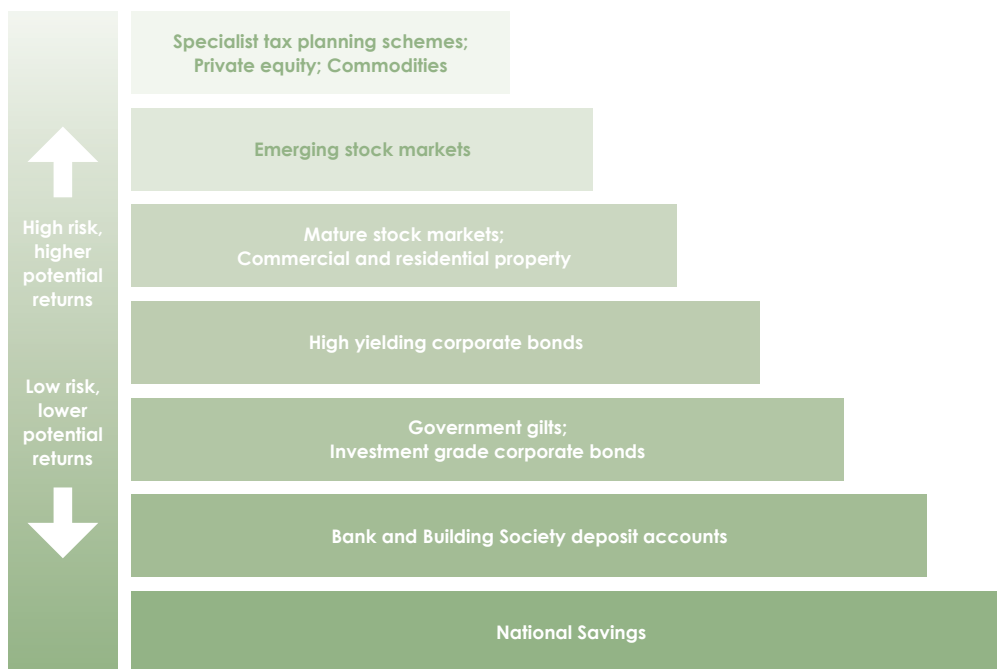 Specialist tax planning schemes;
Private equity; Commodities
Emerging stock markets
High risk,
higher
potential
returns
Mature stock markets;
Commercial and residential property
High yielding corporate bonds
Low risk,
lower
potential
returns
Government gilts;
Investment grade corporate bonds
Bank and Building Society deposit accounts
National Savings